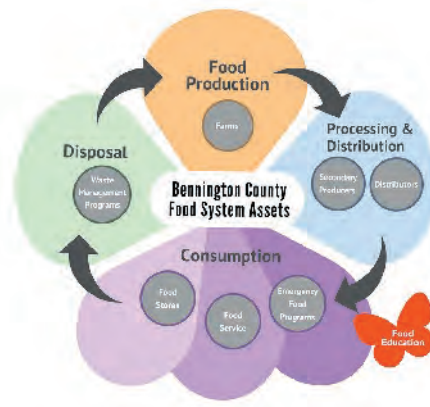 Food
Production
Farms
Processing &
Distribution
Secondary
Producers
Distributors
Disposal
Waste
Management
Programs
Bennington County
Food System Assets
Consumption
Food
Stores
Food
Service
Emergency
Food
Programs
Food
Education